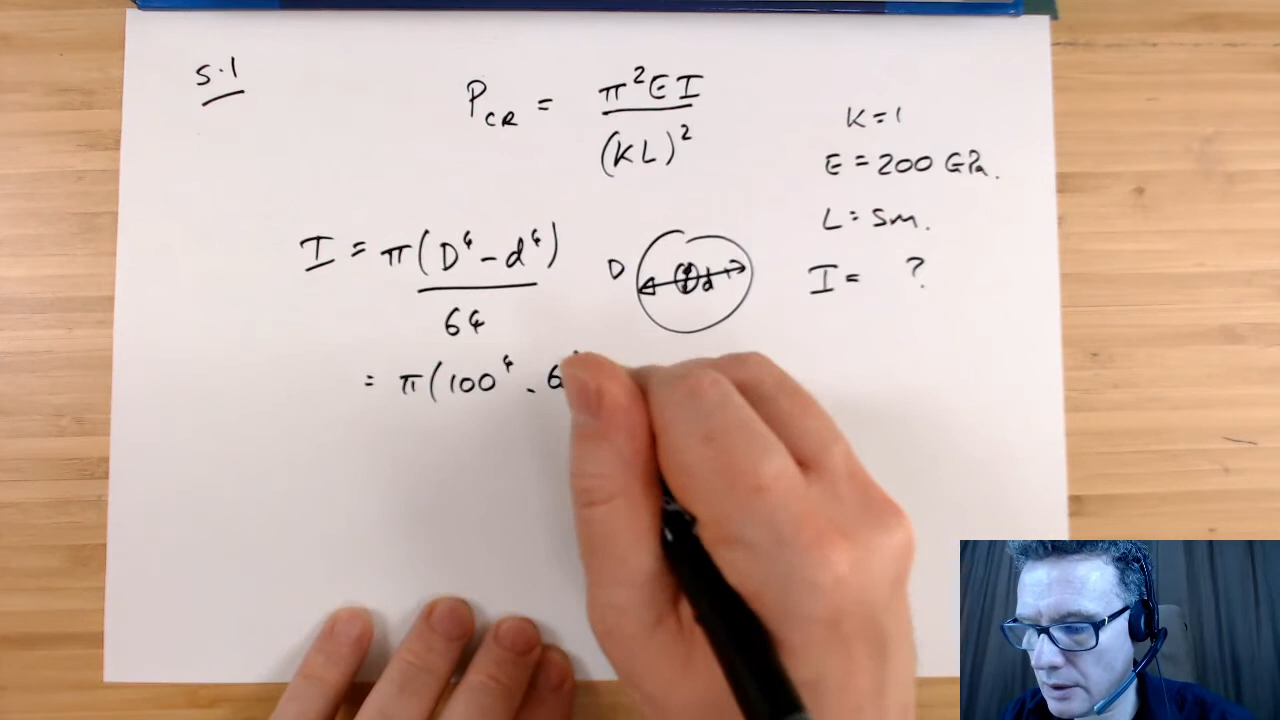 5.1
P_CR = π²EI / (KL)²
K=1
E = 200 GPa.
L = 5m.
I = π(D⁴ - d⁴) / 64
D d
I = ?
= π(100⁴ - 6